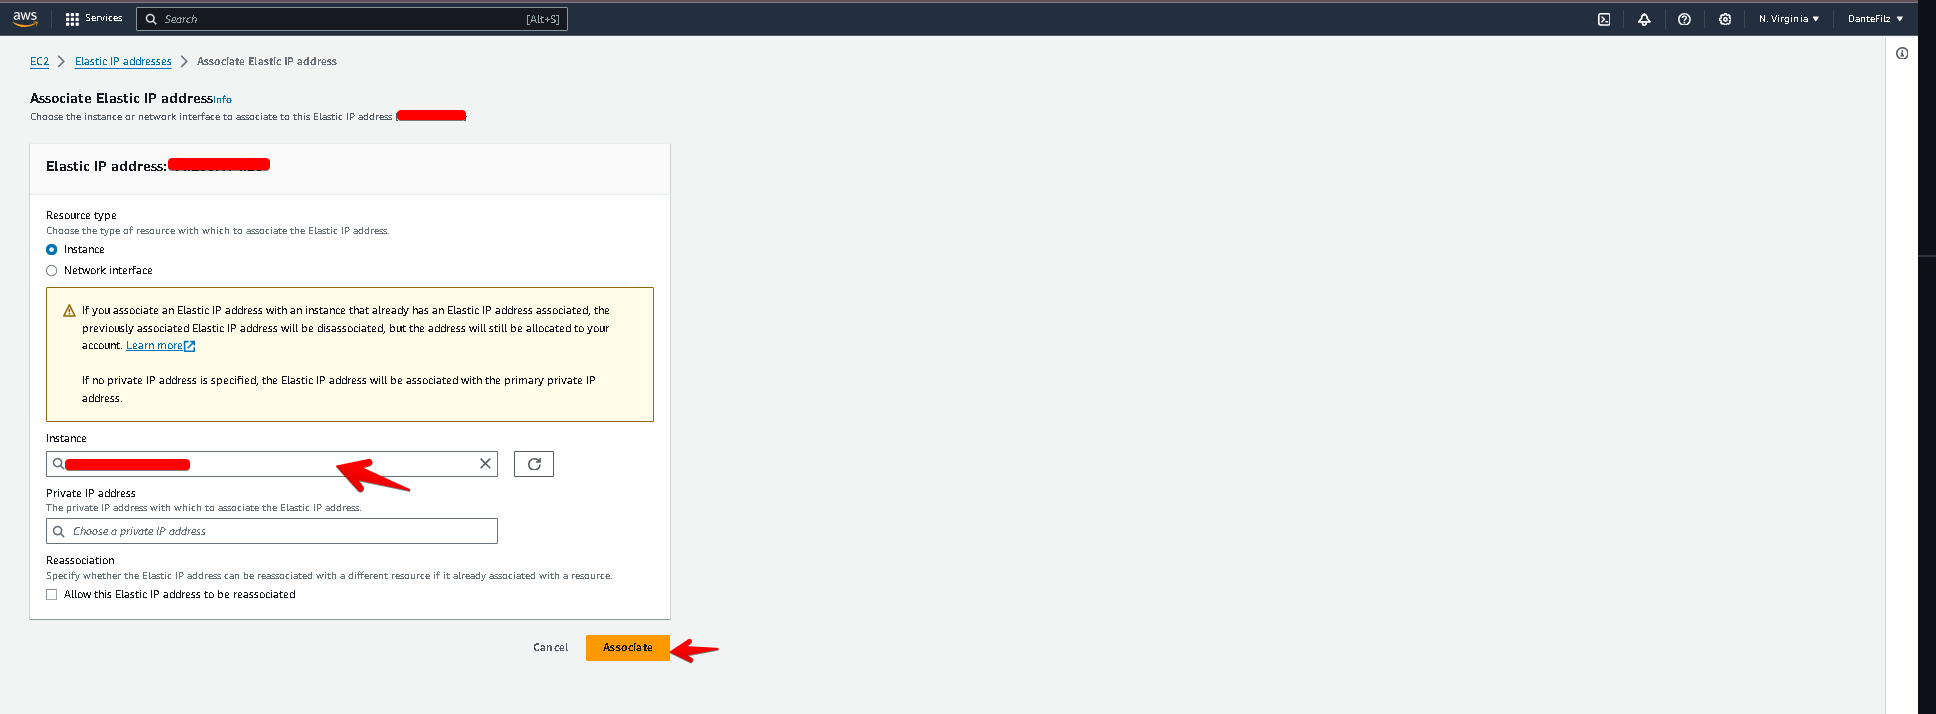 aws
Services
Search
[Alt+S]
N. Virginia
DanteFilz
EC2
Elastic IP addresses
Associate Elastic IP address
Associate Elastic IP address Info
Choose the instance or network interface to associate to this Elastic IP address
Elastic IP address:
Resource type
Choose the type of resource with which to associate the Elastic IP address.
Instance
Network interface
If you associate an Elastic IP address with an instance that already has an Elastic IP address associated, the
previously associated Elastic IP address will be disassociated, but the address will still be allocated to your
account. Learn more
If no private IP address is specified, the Elastic IP address will be associated with the primary private IP
address.
Instance
Private IP address
The private IP address with which to associate the Elastic IP address.
Choose a private IP address
Reassociation
Specify whether the Elastic IP address can be reassociated with a different resource if it already associated with a resource.
Allow this Elastic IP address to be reassociated
Cancel
Associate